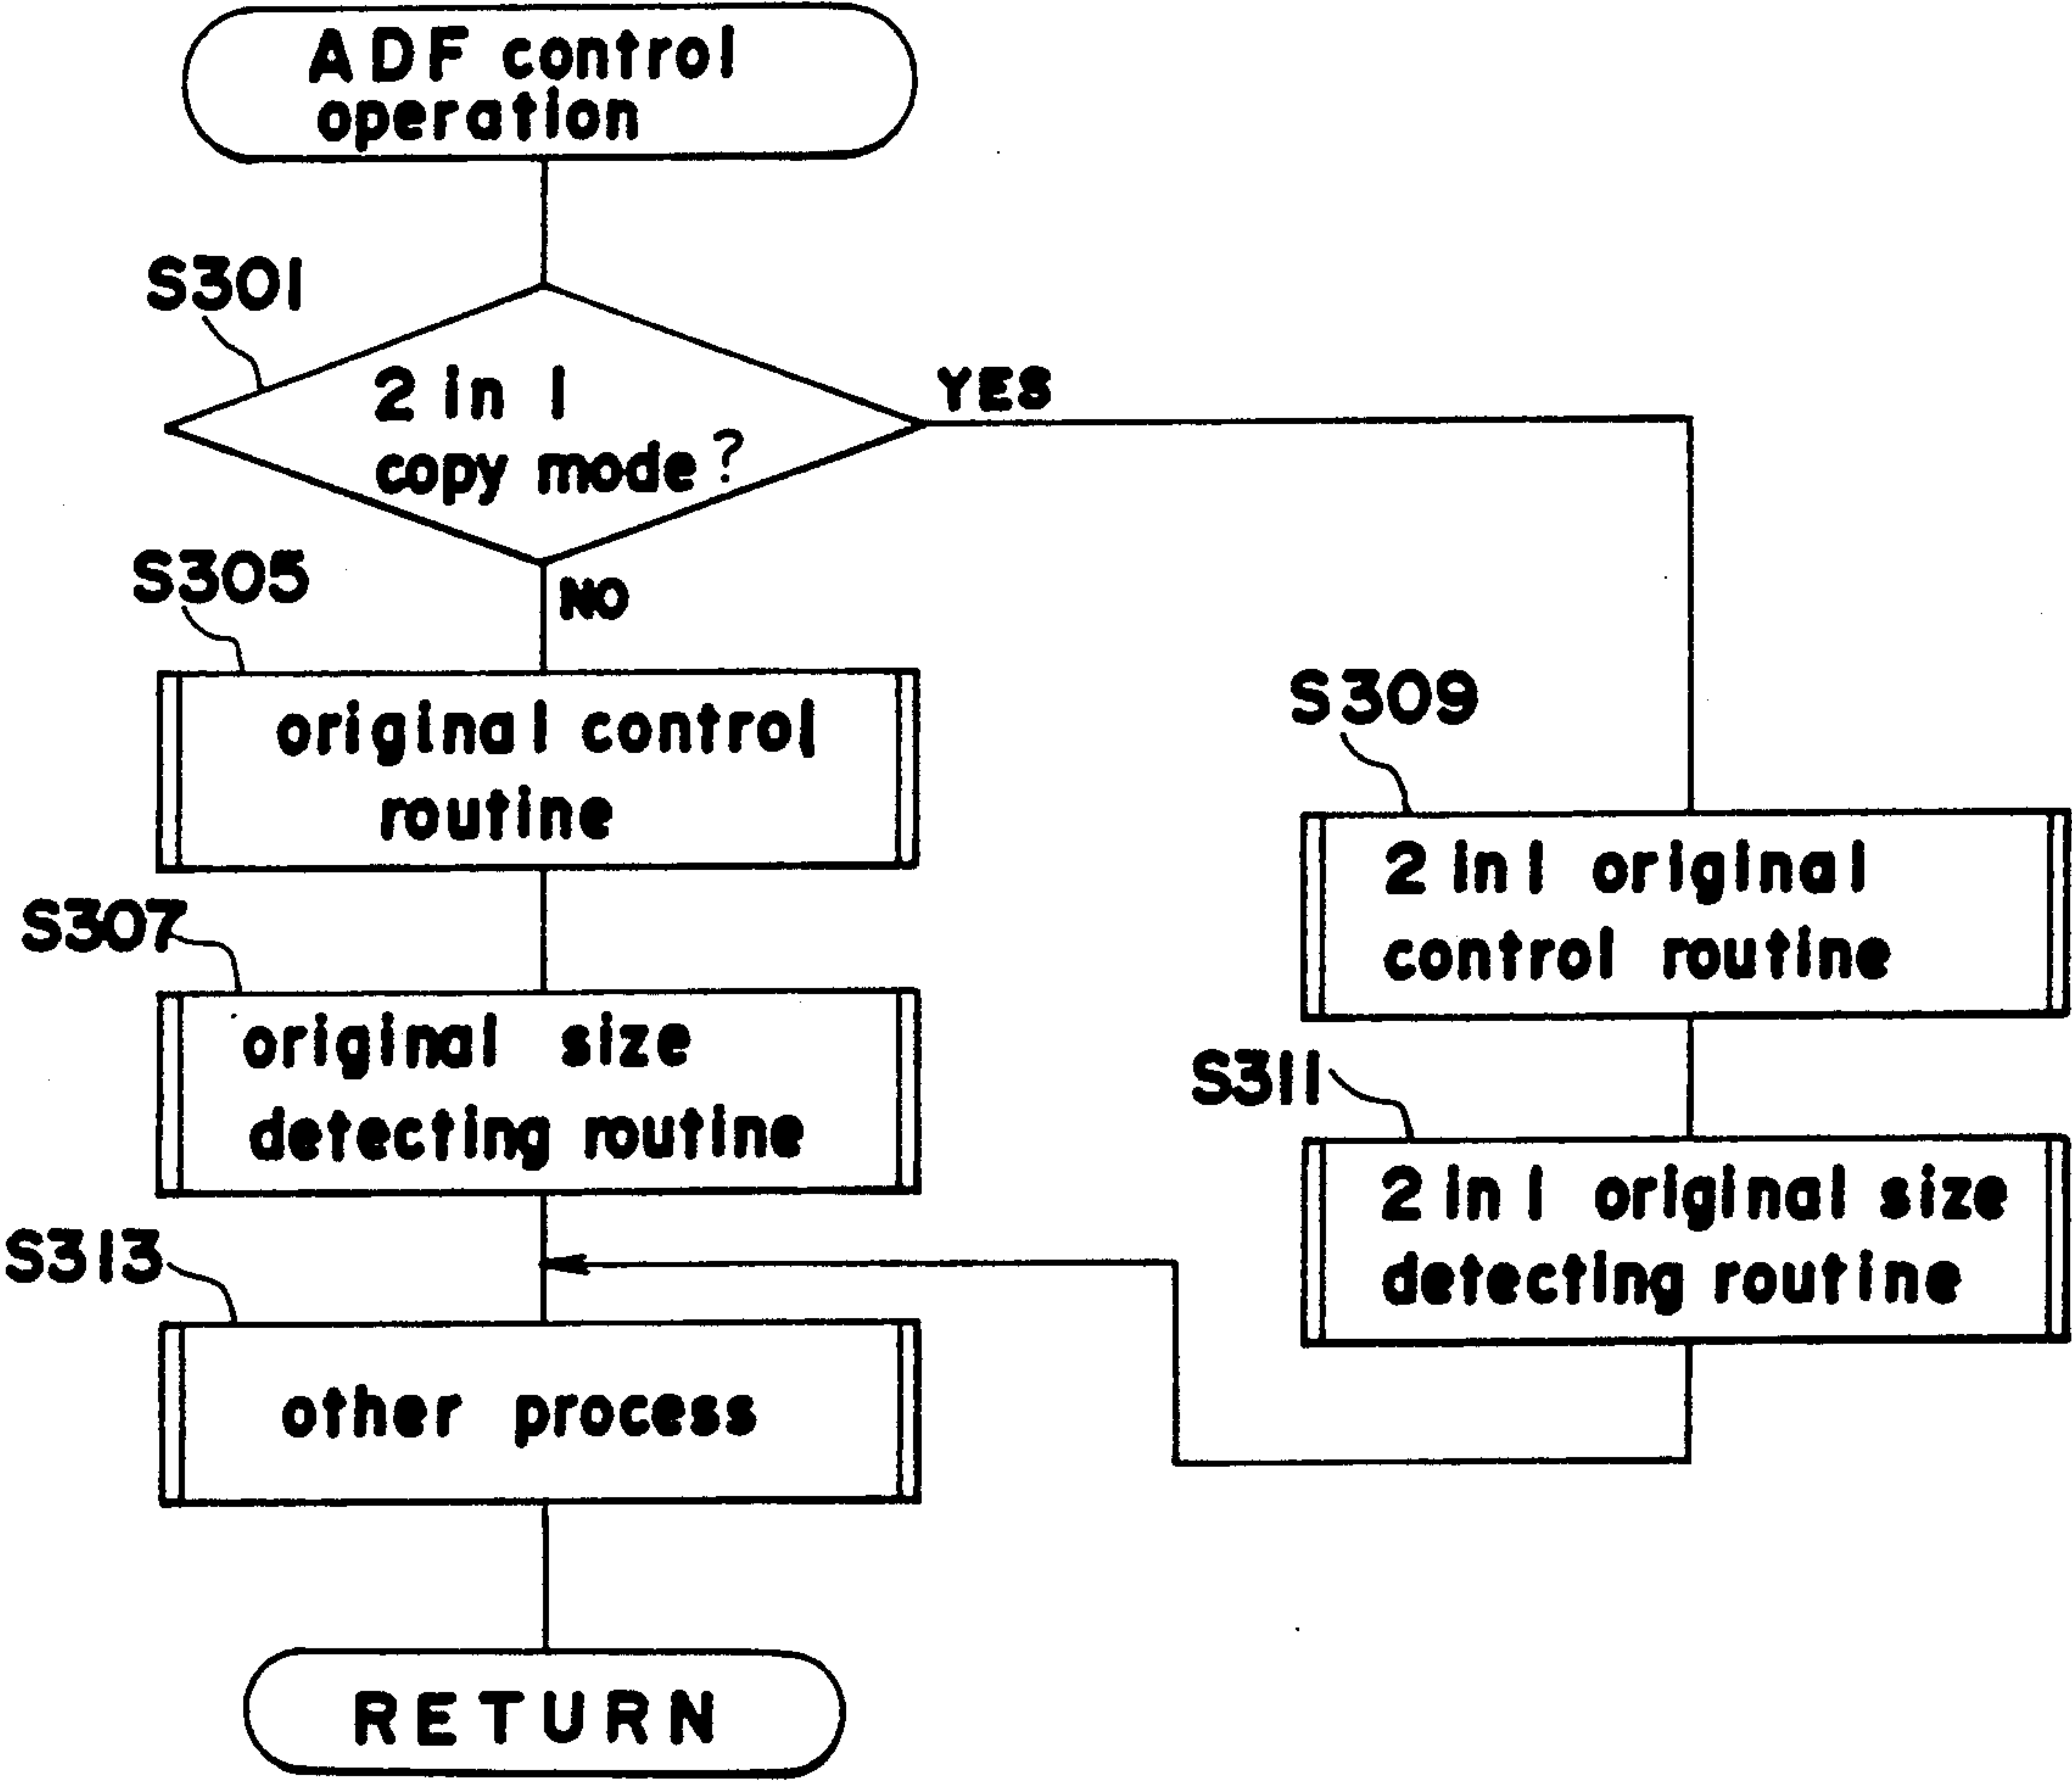 ADF control
operation
S301
2 in 1
copy mode?
YES
S305
NO
original control
routine
S309
2 in 1 original
control routine
S307
original size
detecting routine
S311
2 in 1 original size
detecting routine
S313
other process
RETURN